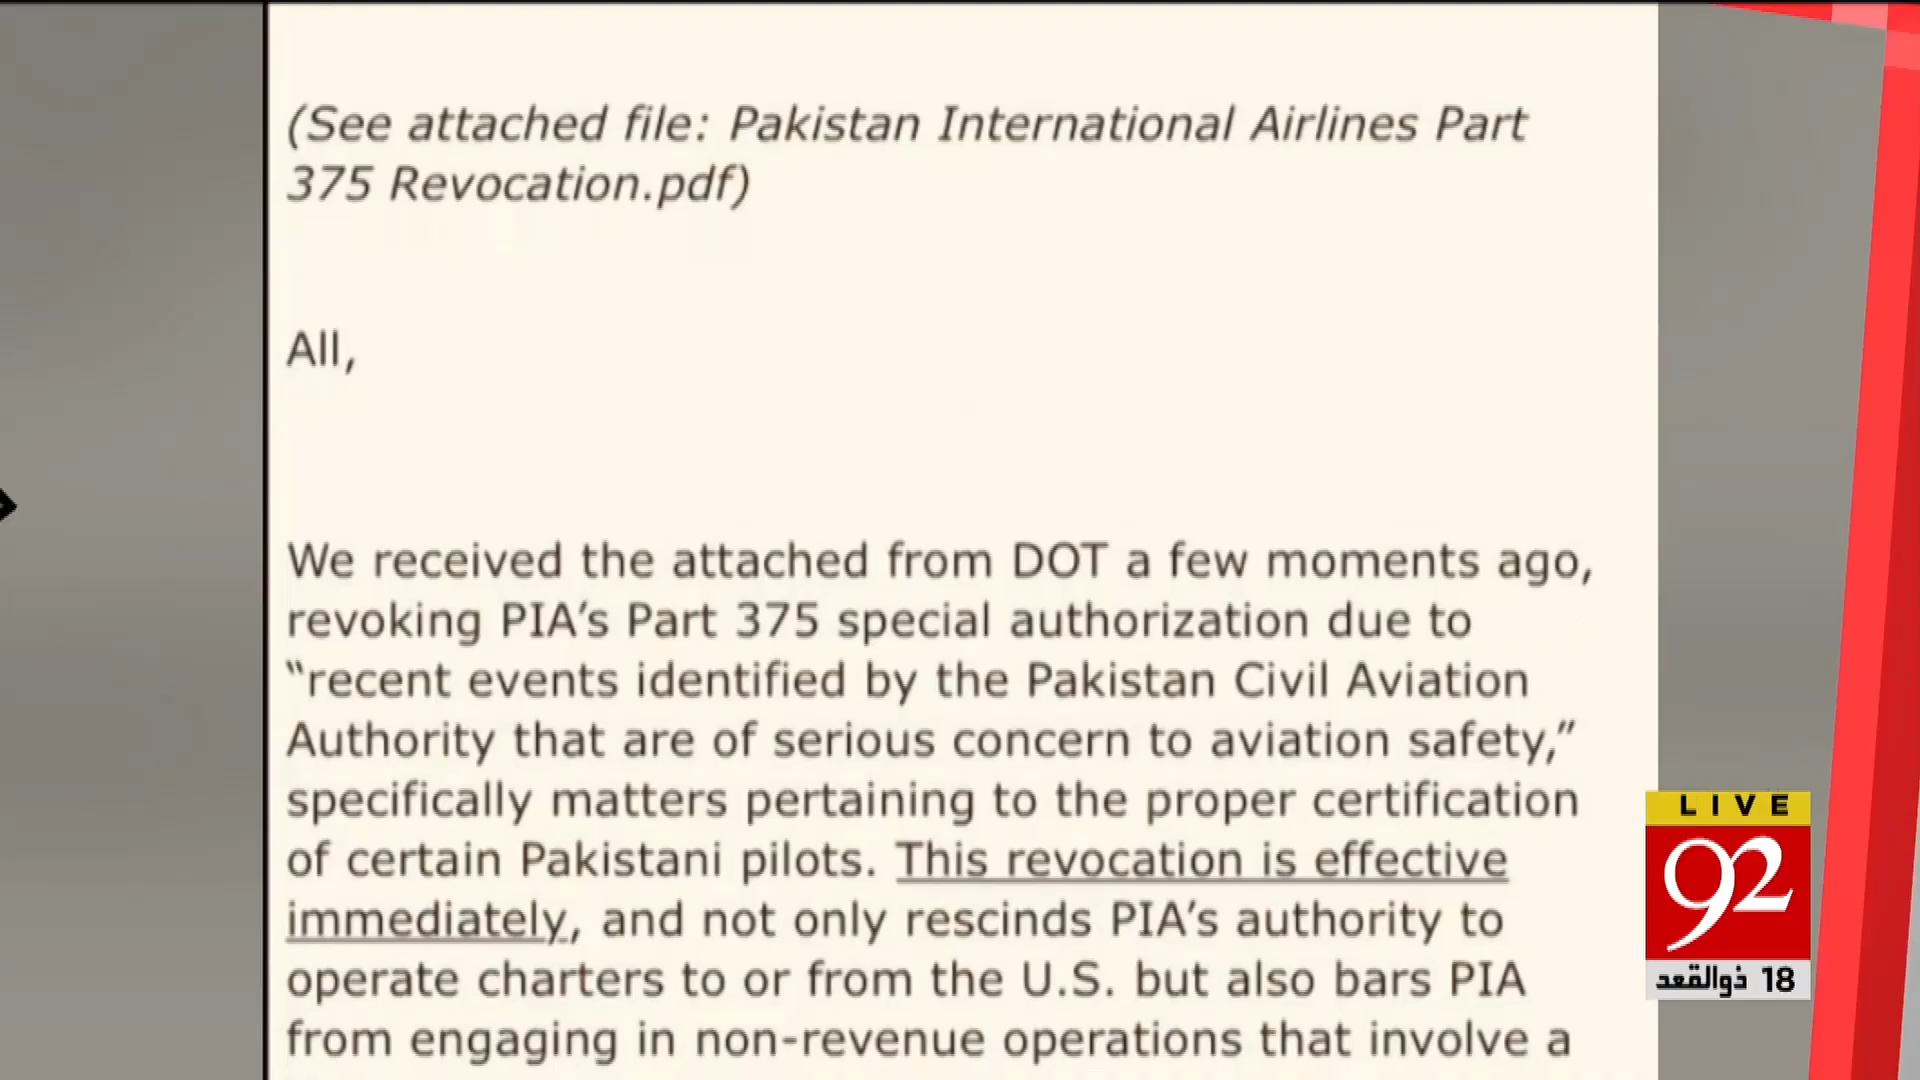 (See attached file: Pakistan International Airlines Part
375 Revocation.pdf)
All,
We received the attached from DOT a few moments ago,
revoking PIA’s Part 375 special authorization due to
“recent events identified by the Pakistan Civil Aviation
Authority that are of serious concern to aviation safety,”
specifically matters pertaining to the proper certification
of certain Pakistani pilots. This revocation is effective
immediately, and not only rescinds PIA’s authority to
operate charters to or from the U.S. but also bars PIA
from engaging in non-revenue operations that involve a
LIVE
92
18 ذوالقعد